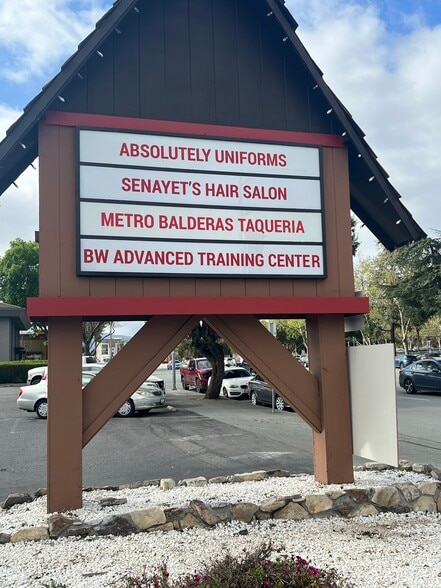 ABSOLUTELY UNIFORMS
SENAYET'S HAIR SALON
METRO BALDERAS TAQUERIA
BW ADVANCED TRAINING CENTER